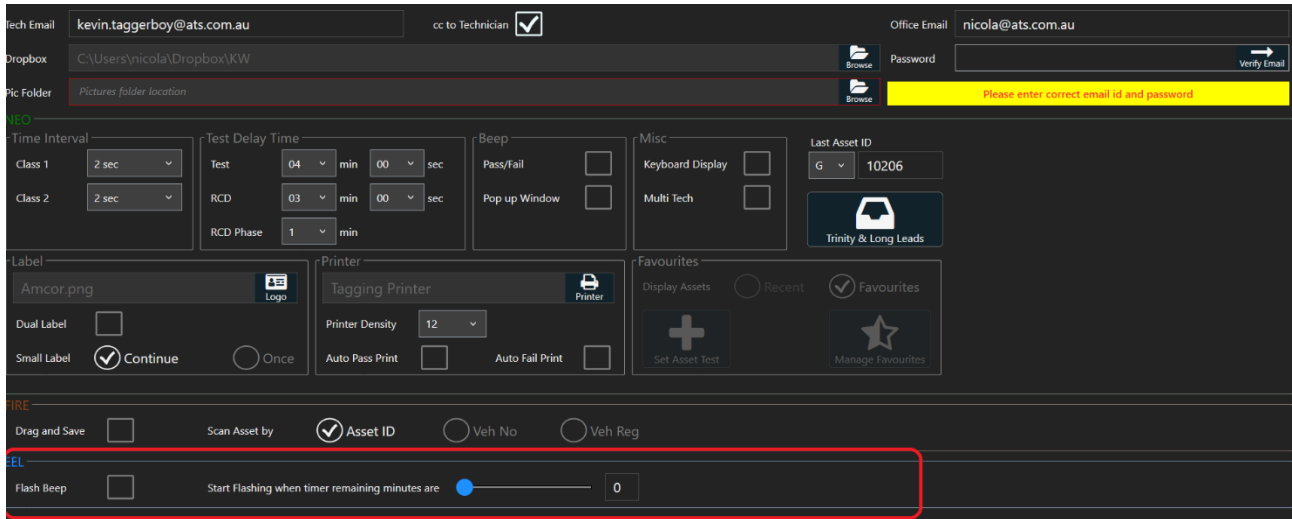 Tech Email kevin.taggerboy@ats.com.au cc to Technician Office Email nicola@ats.com.au
Dropbox C:\Users\nicola\Dropbox\KW Browse Password Verify Email
Pic Folder Pictures folder location Browse Please enter correct email id and password
NEO
Time Interval Test Delay Time Beep Misc Last Asset ID
Class 1 2 sec Test 04 min 00 sec Pass/Fail Keyboard Display G 10206
Class 2 2 sec RCD 03 min 00 sec Pop up Window Multi Tech
RCD Phase 1 min Trinity & Long Leads
Label Printer Favourites
Amcor.png Logo Tagging Printer Printer Display Assets Recent Favourites
Dual Label Printer Density 12
Small Label Continue Once Auto Pass Print Auto Fail Print Set Asset Test Manage Favourites
FIRE
Drag and Save Scan Asset by Asset ID Veh No Veh Reg
EEL
Flash Beep Start Flashing when timer remaining minutes are 0